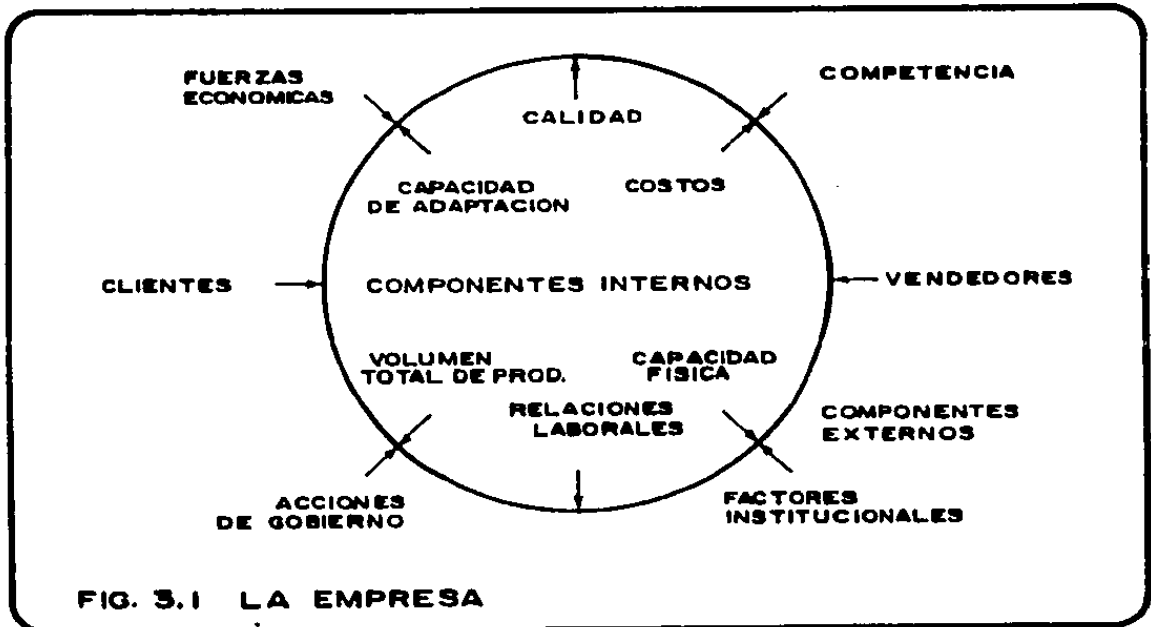 FUERZAS
ECONOMICAS
COMPETENCIA
CALIDAD
CAPACIDAD
DE ADAPTACION
COSTOS
CLIENTES
COMPONENTES INTERNOS
VENDEDORES
VOLUMEN
TOTAL DE PROD.
CAPACIDAD
FISICA
RELACIONES
LABORALES
COMPONENTES
EXTERNOS
ACCIONES
DE GOBIERNO
FACTORES
INSTITUCIONALES
FIG. 3.1 LA EMPRESA